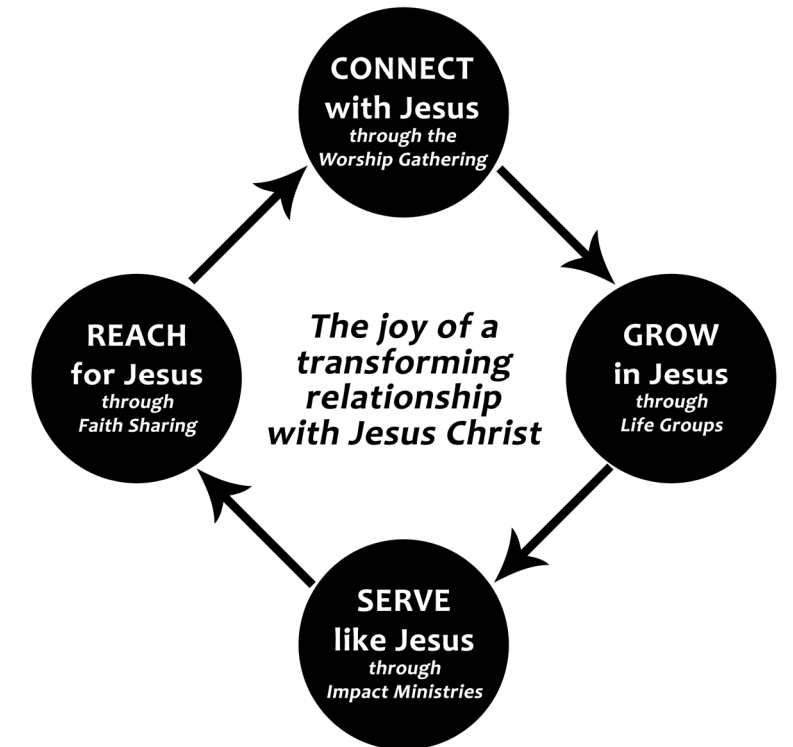 CONNECT
with Jesus
through the
Worship Gathering
GROW
in Jesus
through
Life Groups
SERVE
like Jesus
through
Impact Ministries
REACH
for Jesus
through
Faith Sharing
The joy of a
transforming
relationship
with Jesus Christ